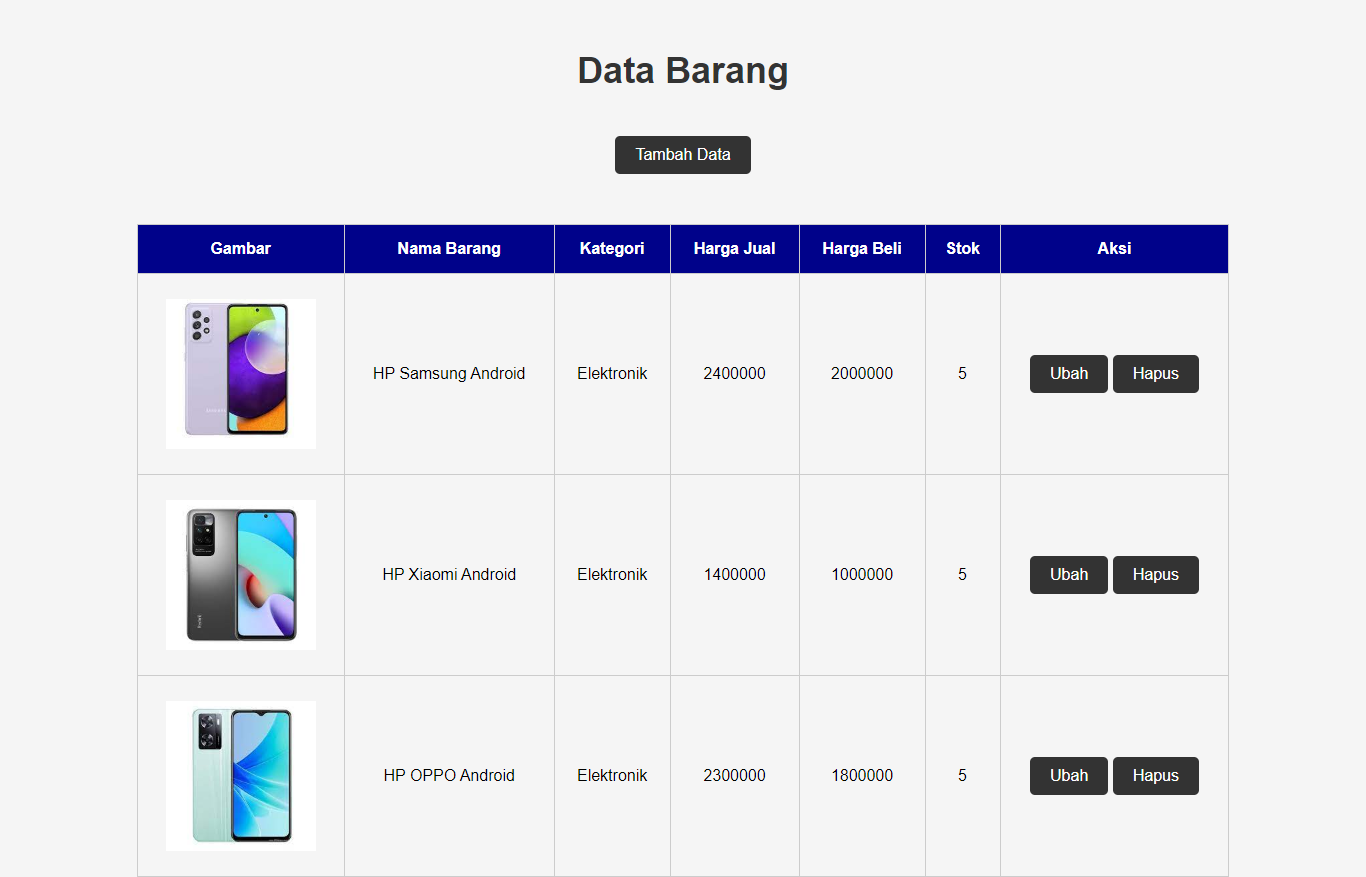 Data Barang
Tambah Data
Gambar Nama Barang Kategori Harga Jual Harga Beli Stok Aksi
HP Samsung Android Elektronik 2400000 2000000 5 Ubah Hapus
HP Xiaomi Android Elektronik 1400000 1000000 5 Ubah Hapus
HP OPPO Android Elektronik 2300000 1800000 5 Ubah Hapus